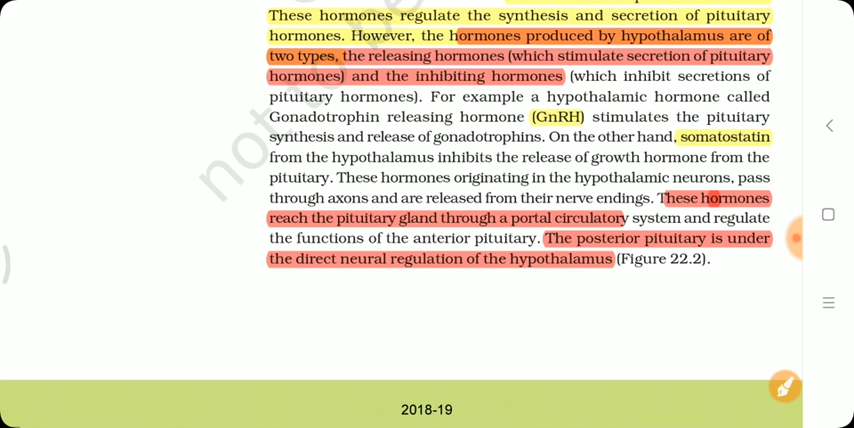 These hormones regulate the synthesis and secretion of pituitary
hormones. However, the hormones produced by hypothalamus are of
two types, the releasing hormones (which stimulate secretion of pituitary
hormones) and the inhibiting hormones (which inhibit secretions of
pituitary hormones). For example a hypothalamic hormone called
Gonadotrophin releasing hormone (GnRH) stimulates the pituitary
synthesis and release of gonadotrophins. On the other hand, somatostatin
from the hypothalamus inhibits the release of growth hormone from the
pituitary. These hormones originating in the hypothalamic neurons, pass
through axons and are released from their nerve endings. These hormones
reach the pituitary gland through a portal circulatory system and regulate
the functions of the anterior pituitary. The posterior pituitary is under
the direct neural regulation of the hypothalamus (Figure 22.2).
not to be
2018-19